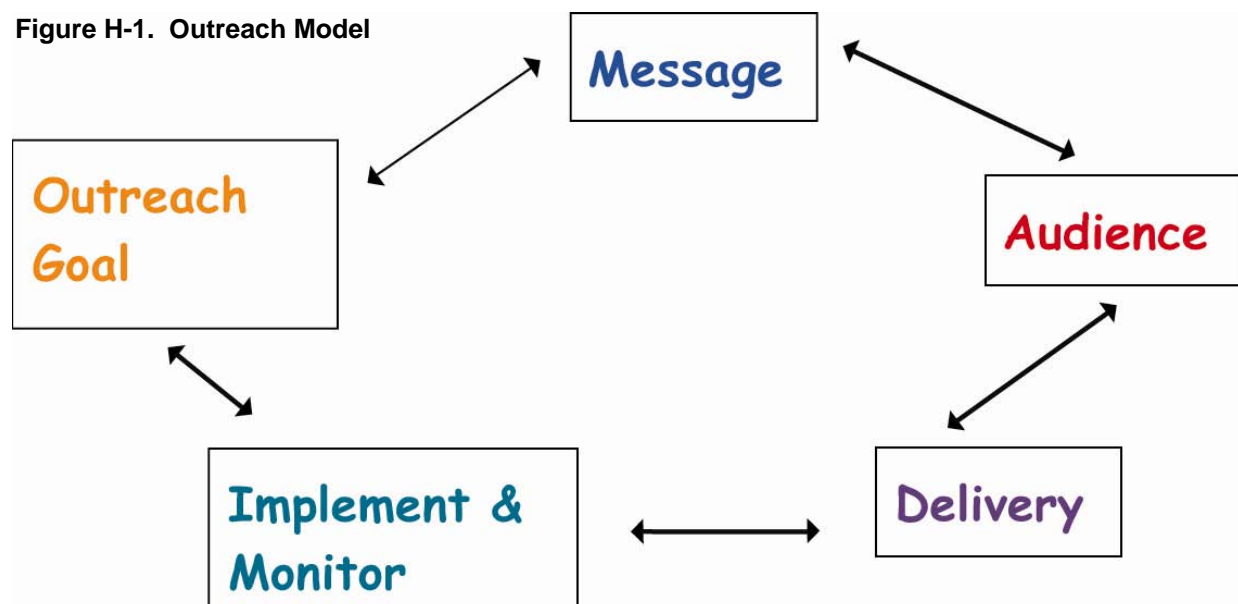 Figure H-1. Outreach Model
Message
Outreach
Goal
Audience
Implement &
Monitor
Delivery